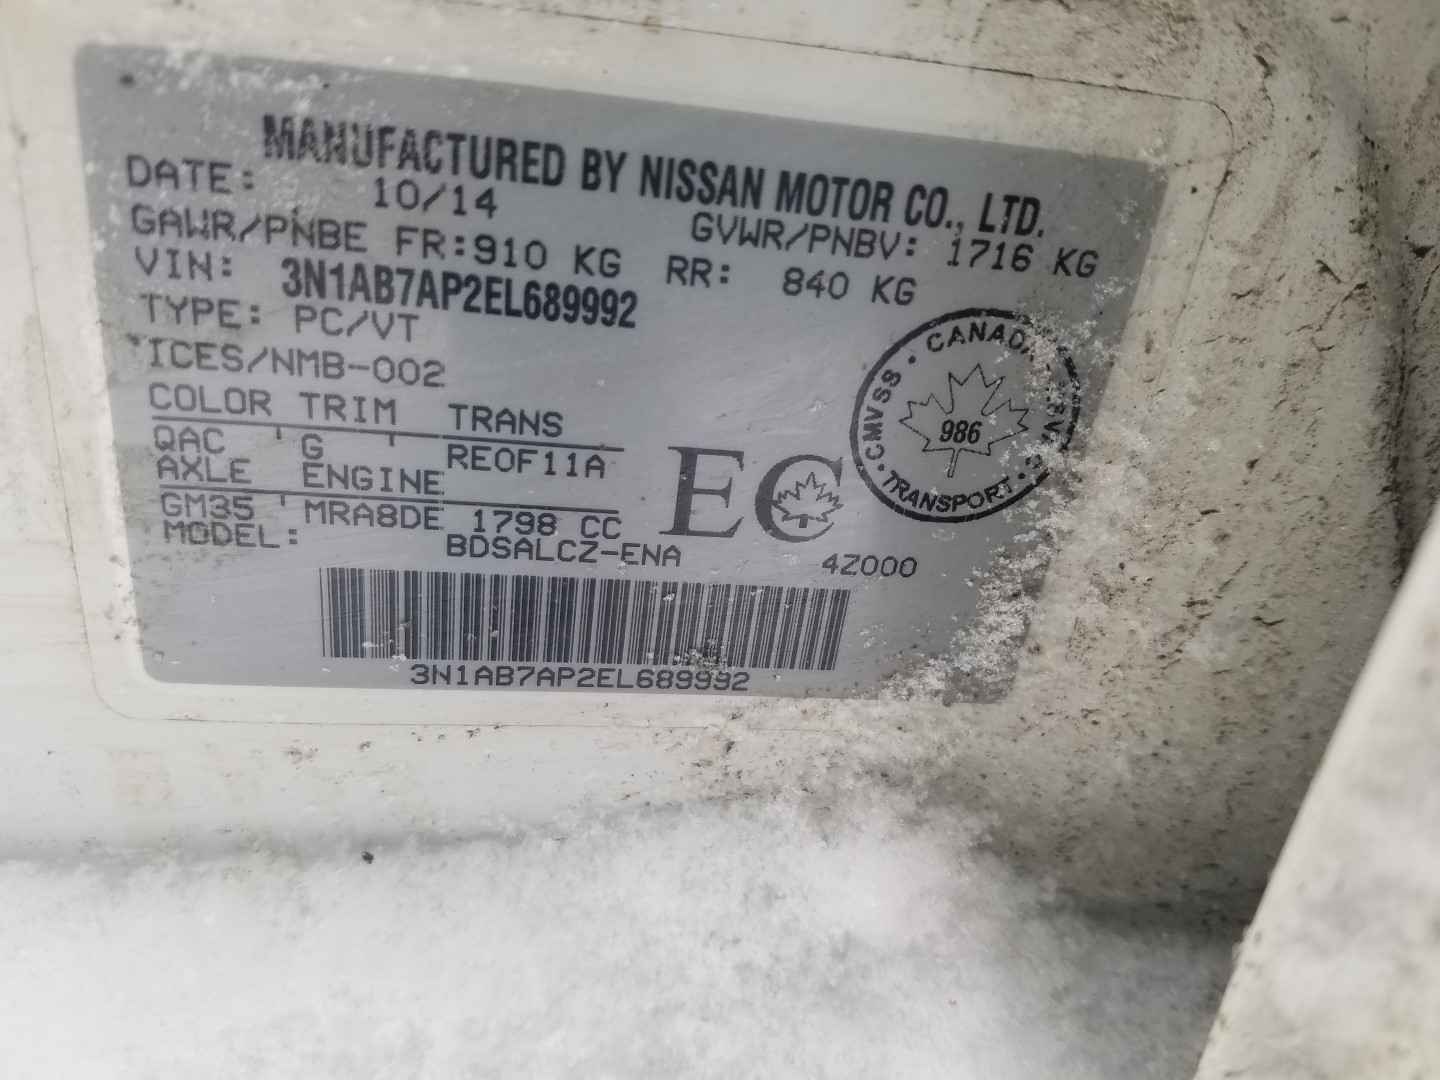 MANUFACTURED BY NISSAN MOTOR CO., LTD.
DATE: 10/14 GVWR/PNBV: 1716 KG
GAWR/PNBE FR:910 KG RR: 840 KG
VIN: 3N1AB7AP2EL689992
TYPE: PC/VT
ICES/NMB-002
COLOR TRIM TRANS
QAC ' G ' RE0F11A
AXLE ENGINE
GM35 ' MRA8DE 1798 CC
MODEL: BDSALCZ-ENA 4Z000
EC
CANADA
CMVSS
TRANSPORT
986
3N1AB7AP2EL689992